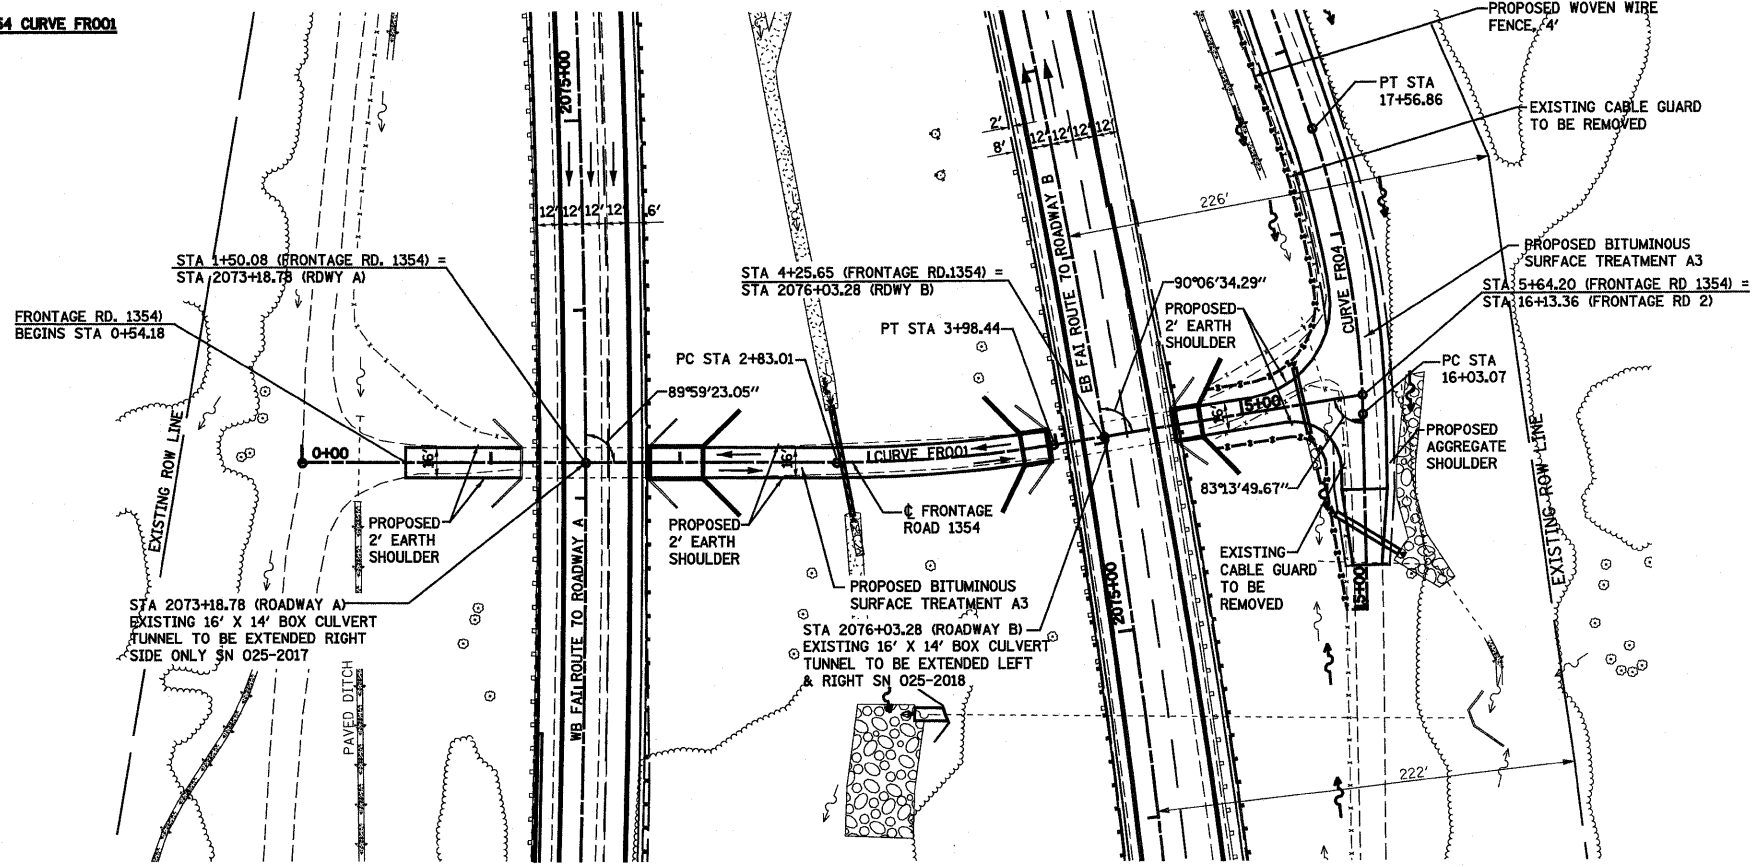 54 CURVE FR001
PROPOSED WOVEN WIRE
FENCE, 4'
2075+00
PT STA
17+56.86
EXISTING CABLE GUARD
TO BE REMOVED
2'
8'
12' 12' 12' 12'
226'
12' 12' 12' 12' 6'
EB FAI ROUTE 70 ROADWAY B
STA 1+50.08 (FRONTAGE RD. 1354) =
STA 2073+18.78 (RDWY A)
STA 4+25.65 (FRONTAGE RD.1354) =
STA 2076+03.28 (RDWY B)
90°06'34.29"
PROPOSED BITUMINOUS
SURFACE TREATMENT A3
STA 5+64.20 (FRONTAGE RD 1354) =
STA 16+13.36 (FRONTAGE RD 2)
FRONTAGE RD. 1354)
BEGINS STA 0+54.18
PROPOSED
2' EARTH
SHOULDER
CURVE FR04
PT STA 3+98.44
PC STA 2+83.01
89°59'23.05"
PC STA
16+03.07
EXISTING ROW LINE
0+00
16'
16'
CURVE FR001
16'
5+00
PROPOSED
AGGREGATE
SHOULDER
EXISTING ROW LINE
83°13'49.67"
PROPOSED
2' EARTH
SHOULDER
PROPOSED
2' EARTH
SHOULDER
℄ FRONTAGE
ROAD 1354
WB FAI ROUTE 70 ROADWAY A
EXISTING
CABLE GUARD
TO BE
REMOVED
2075+00
15+00
PROPOSED BITUMINOUS
SURFACE TREATMENT A3
STA 2073+18.78 (ROADWAY A)
EXISTING 16' X 14' BOX CULVERT
TUNNEL TO BE EXTENDED RIGHT
SIDE ONLY SN 025-2017
STA 2076+03.28 (ROADWAY B)
EXISTING 16' X 14' BOX CULVERT
TUNNEL TO BE EXTENDED LEFT
& RIGHT SN 025-2018
PAVED DITCH
222'